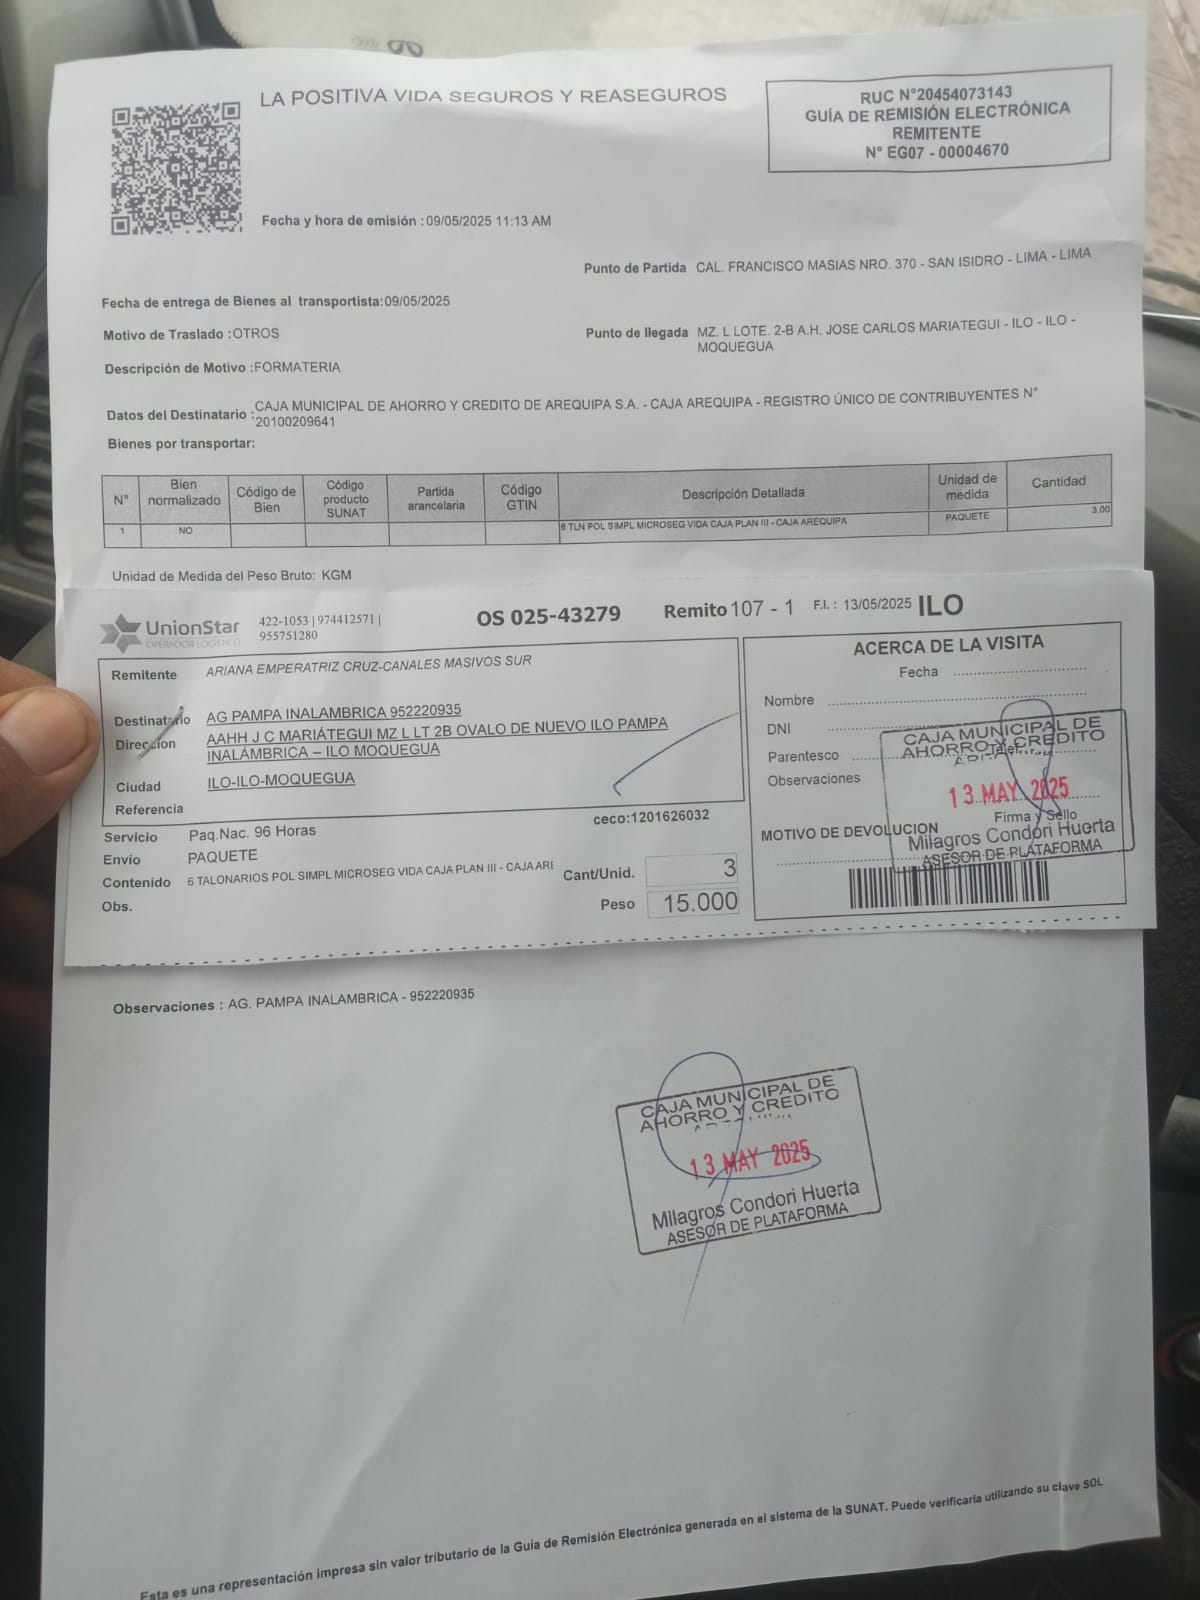 LA POSITIVA VIDA SEGUROS Y REASEGUROS
RUC N°20454073143
GUÍA DE REMISIÓN ELECTRÓNICA
REMITENTE
N° EG07 - 00004670
Fecha y hora de emisión : 09/05/2025 11:13 AM
Punto de Partida CAL. FRANCISCO MASIAS NRO. 370 - SAN ISIDRO - LIMA - LIMA
Fecha de entrega de Bienes al transportista:09/05/2025
Motivo de Traslado :OTROS
Punto de llegada MZ. L LOTE. 2-B A.H. JOSE CARLOS MARIATEGUI - ILO - ILO -
MOQUEGUA
Descripción de Motivo :FORMATERIA
Datos del Destinatario : CAJA MUNICIPAL DE AHORRO Y CREDITO DE AREQUIPA S.A. - CAJA AREQUIPA - REGISTRO ÚNICO DE CONTRIBUYENTES N°
20100209641
Bienes por transportar:
N° Bien normalizado Código de Bien Código producto SUNAT Partida arancelaria Código GTIN Descripción Detallada Unidad de medida Cantidad
1 NO 6 TLN POL SIMPL MICROSEG VIDA CAJA PLAN III - CAJA AREQUIPA PAQUETE 3.00
Unidad de Medida del Peso Bruto: KGM
UnionStar
OPERADOR LOGISTICO
422-1053 | 974412571 |
955751280
OS 025-43279 Remito 107 - 1 F.I. : 13/05/2025 ILO
Remitente ARIANA EMPERATRIZ CRUZ-CANALES MASIVOS SUR
Destinatario AG PAMPA INALAMBRICA 952220935
Dirección AAHH J C MARIÁTEGUI MZ L LT 2B OVALO DE NUEVO ILO PAMPA
INALÁMBRICA – ILO MOQUEGUA
Ciudad ILO-ILO-MOQUEGUA
Referencia
ceco:1201626032
Servicio Paq.Nac. 96 Horas
Envío PAQUETE
Contenido 6 TALONARIOS POL SIMPL MICROSEG VIDA CAJA PLAN III - CAJA ARE
Obs.
Cant/Unid. 3
Peso 15.000
ACERCA DE LA VISITA
Fecha
Nombre
DNI
Parentesco
Observaciones
Firma y Sello
MOTIVO DE DEVOLUCION
CAJA MUNICIPAL DE
AHORRO Y CREDITO
13 MAY 2025
Milagros Condori Huerta
ASESOR DE PLATAFORMA
Observaciones : AG. PAMPA INALAMBRICA - 952220935
CAJA MUNICIPAL DE
AHORRO Y CREDITO
13 MAY 2025
Milagros Condori Huerta
ASESOR DE PLATAFORMA
Esta es una representación impresa sin valor tributario de la Guía de Remisión Electrónica generada en el sistema de la SUNAT. Puede verificarla utilizando su clave SOL